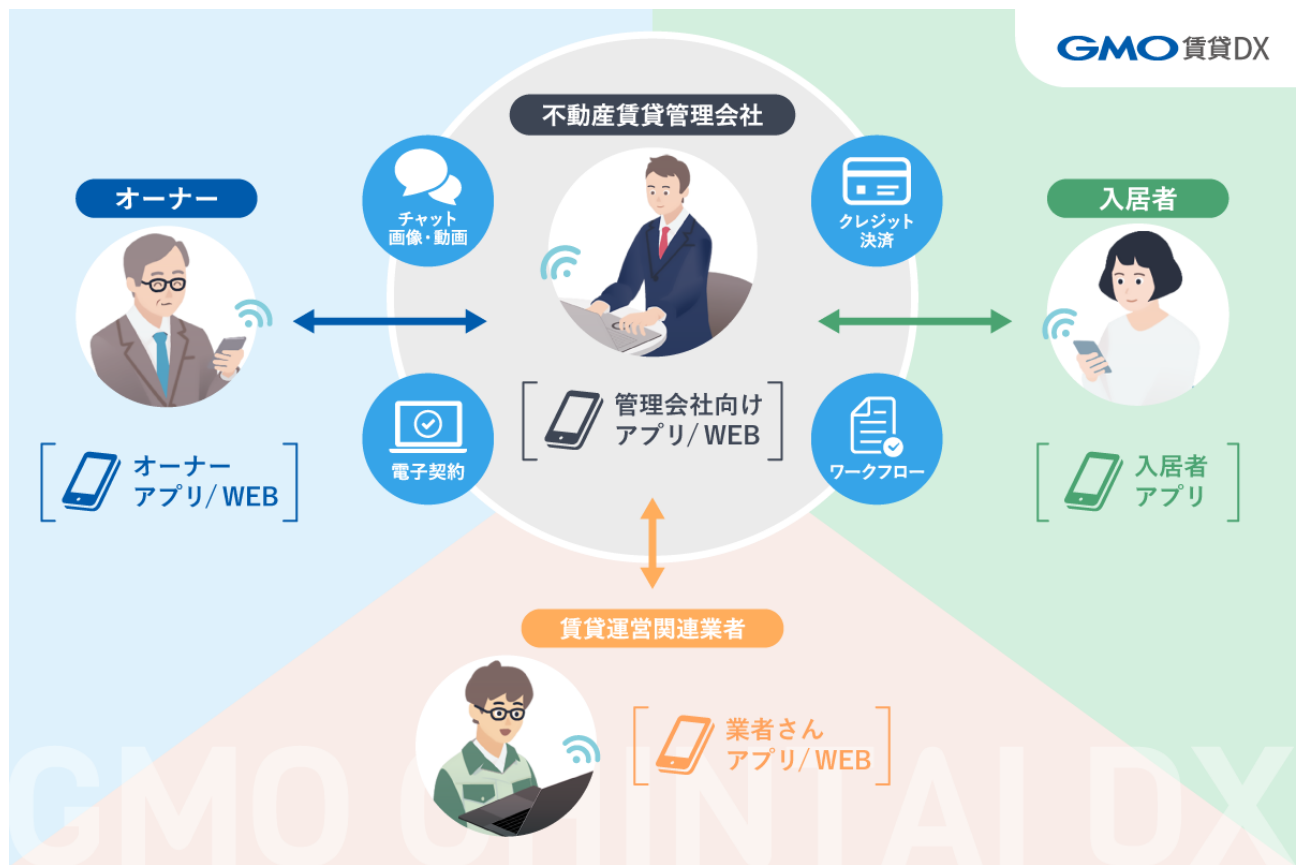 GMO賃貸DX
不動産賃貸管理会社
オーナー
チャット
画像・動画
クレジット
決済
入居者
電子契約
管理会社向け
アプリ/WEB
ワークフロー
オーナー
アプリ/WEB
入居者
アプリ
賃貸運営関連業者
業者さん
アプリ/WEB
GMO CHINTAI DX